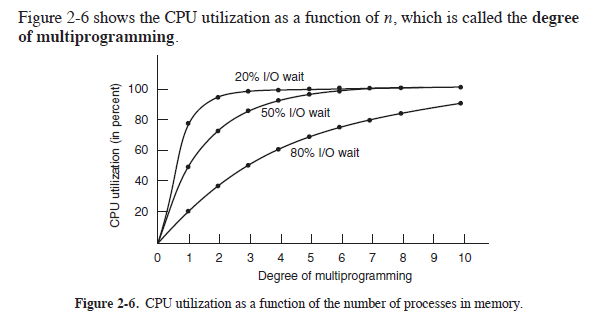 Figure 2-6 shows the CPU utilization as a function of n, which is called the degree
of multiprogramming.
20% I/O wait
50% I/O wait
80% I/O wait
CPU utilization (in percent)
100
80
60
40
20
0 1 2 3 4 5 6 7 8 9 10
Degree of multiprogramming
Figure 2-6. CPU utilization as a function of the number of processes in memory.